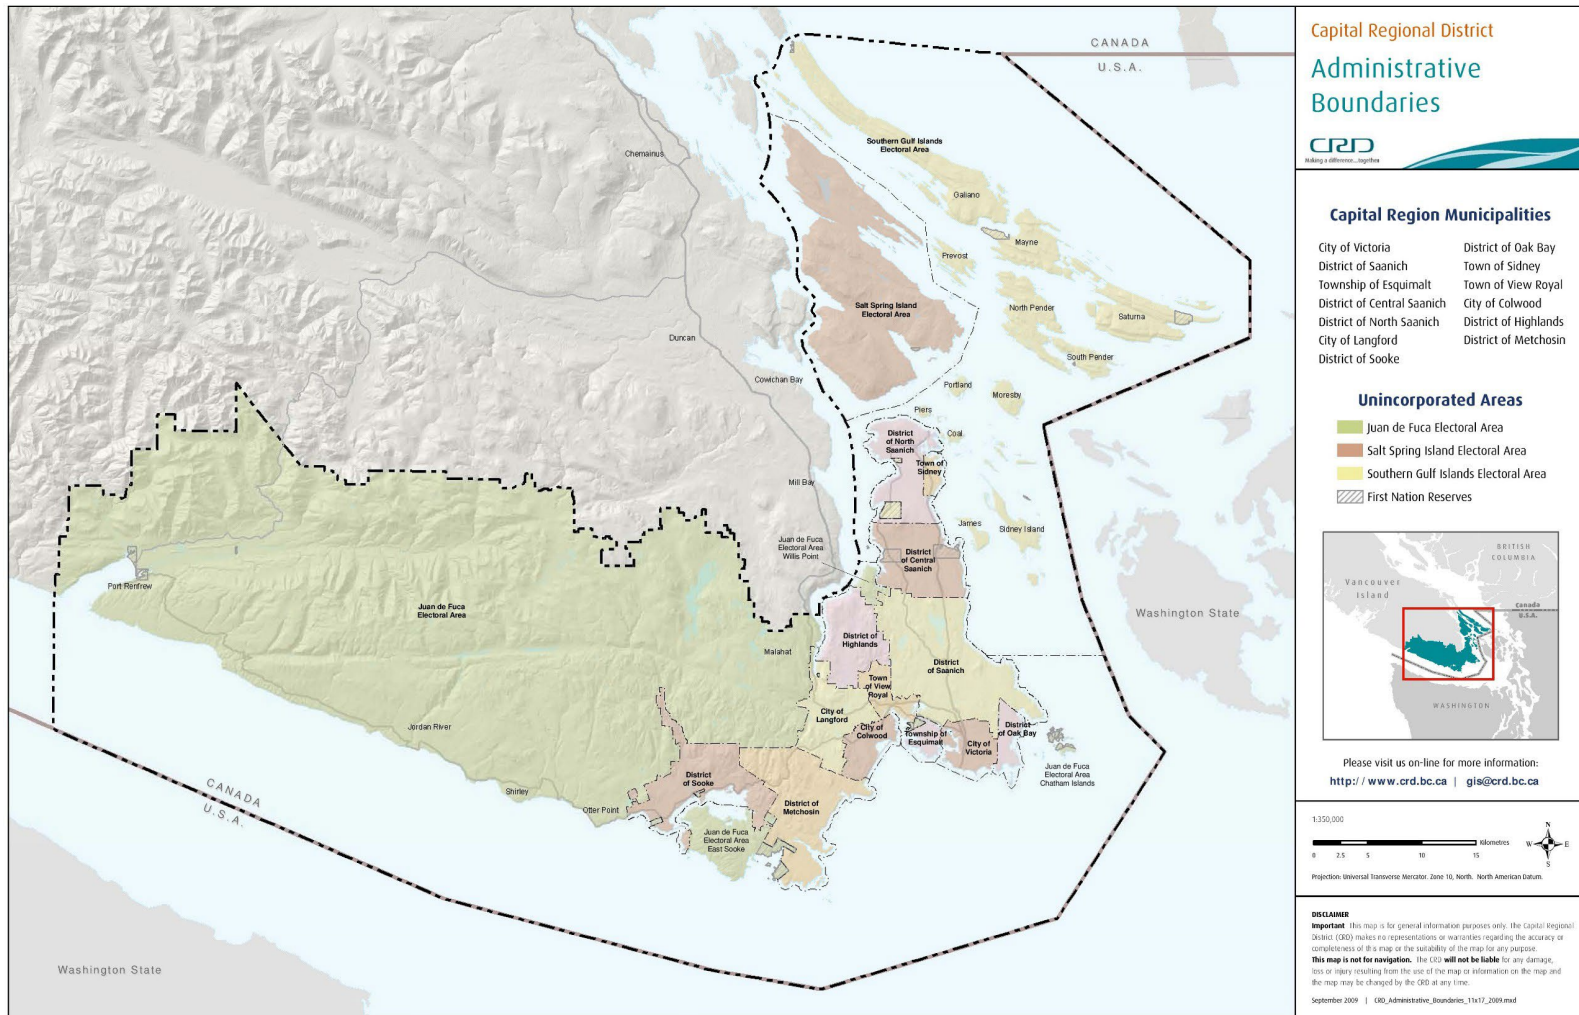 CANADA
U.S.A.
Chemainus
Southern Gulf Islands
Electoral Area
Galiano
Mayne
Prevost
Salt Spring Island
Electoral Area
North Pender
Saturna
Duncan
South Pender
Cowichan Bay
Portland
Moresby
Piers
Coal
District
of North
Saanich
Town of
Sidney
Mill Bay
James
Sidney Island
Juan de Fuca
Electoral Area
Willis Point
District
of Central
Saanich
Port Renfrew
Juan de Fuca
Electoral Area
Washington State
District of
Highlands
Malahat
District
of Saanich
Town
of View
Royal
City of
Langford
City of
Colwood
Township of
Esquimalt
City of
Victoria
District
of Oak Bay
Jordan River
Juan de Fuca
Electoral Area
Chatham Islands
District
of Sooke
CANADA
U.S.A.
Shirley
Otter Point
District of
Metchosin
Juan de Fuca
Electoral Area
East Sooke
Washington State
Capital Regional District
Administrative
Boundaries
CRD
Making a difference...together
Capital Region Municipalities
City of Victoria
District of Saanich
Township of Esquimalt
District of Central Saanich
District of North Saanich
City of Langford
District of Sooke
District of Oak Bay
Town of Sidney
Town of View Royal
City of Colwood
District of Highlands
District of Metchosin
Unincorporated Areas
Juan de Fuca Electoral Area
Salt Spring Island Electoral Area
Southern Gulf Islands Electoral Area
First Nation Reserves
BRITISH
COLUMBIA
Vancouver
Island
Canada
U.S.A.
WASHINGTON
Please visit us on-line for more information:
http://www.crd.bc.ca | gis@crd.bc.ca
1:350,000
Kilometres
0 2.5 5 10 15
N
W E
S
Projection: Universal Transverse Mercator. Zone 10, North. North American Datum.
DISCLAIMER
Important This map is for general information purposes only. The Capital Regional
District (CRD) makes no representations or warranties regarding the accuracy or
completeness of this map or the suitability of the map for any purpose.
This map is not for navigation. The CRD will not be liable for any damage,
loss or injury resulting from the use of the map or information on the map and
the map may be changed by the CRD at any time.
September 2009 | CRD_Administrative_Boundaries_11x17_2009.mxd